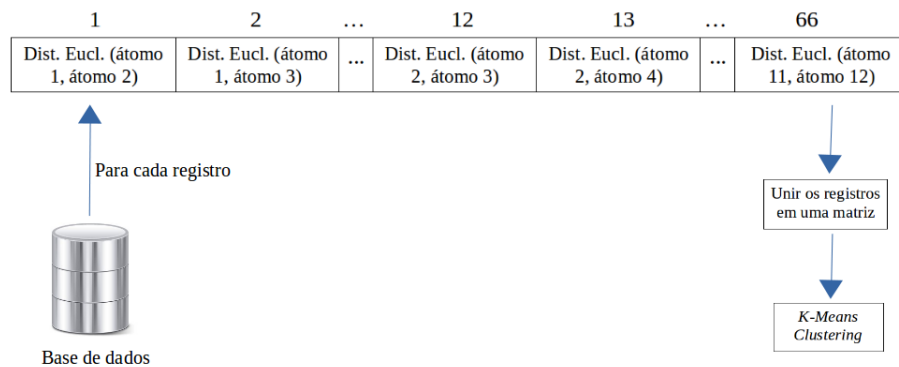 1 2 ... 12 13 ... 66
Dist. Eucl. (átomo Dist. Eucl. (átomo ... Dist. Eucl. (átomo Dist. Eucl. (átomo ... Dist. Eucl. (átomo
1, átomo 2) 1, átomo 3) 2, átomo 3) 2, átomo 4) 11, átomo 12)
Para cada registro
Unir os registros
em uma matriz
K-Means
Clustering
Base de dados